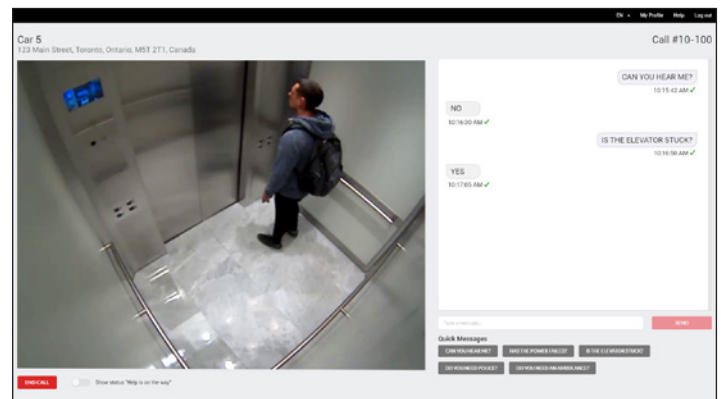 EN My Profile Help Log out
Car 5
Call #10-100
123 Main Street, Toronto, Ontario, M5T 2T1, Canada
CAN YOU HEAR ME?
10:15:42 AM ✓
NO
10:16:20 AM ✓
IS THE ELEVATOR STUCK?
10:16:58 AM ✓
YES
10:17:05 AM ✓
Type a message...
SEND
Quick Messages
CAN YOU HEAR ME?
HAS THE POWER FAILED?
IS THE ELEVATOR STUCK?
DO YOU NEED POLICE?
DO YOU NEED AN AMBULANCE?
END CALL
Show status "Help is on the way"